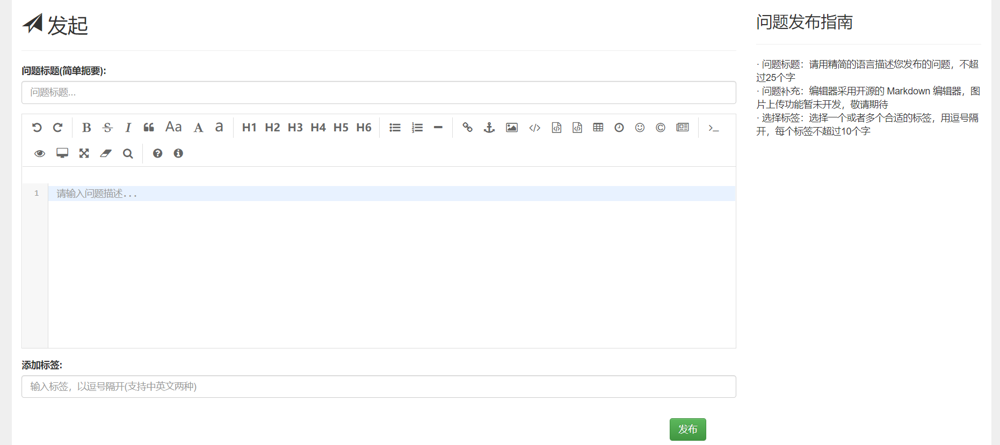 发起
问题标题(简单扼要):
问题标题...
B S I Aa A a H1 H2 H3 H4 H5 H6
1 请输入问题描述...
添加标签:
输入标签，以逗号隔开(支持中英文两种)
发布
问题发布指南
· 问题标题：请用精简的语言描述您发布的问题，不超
过25个字
· 问题补充：编辑器采用开源的 Markdown 编辑器，图
片上传功能暂未开发，敬请期待
· 选择标签：选择一个或者多个合适的标签，用逗号隔
开，每个标签不超过10个字